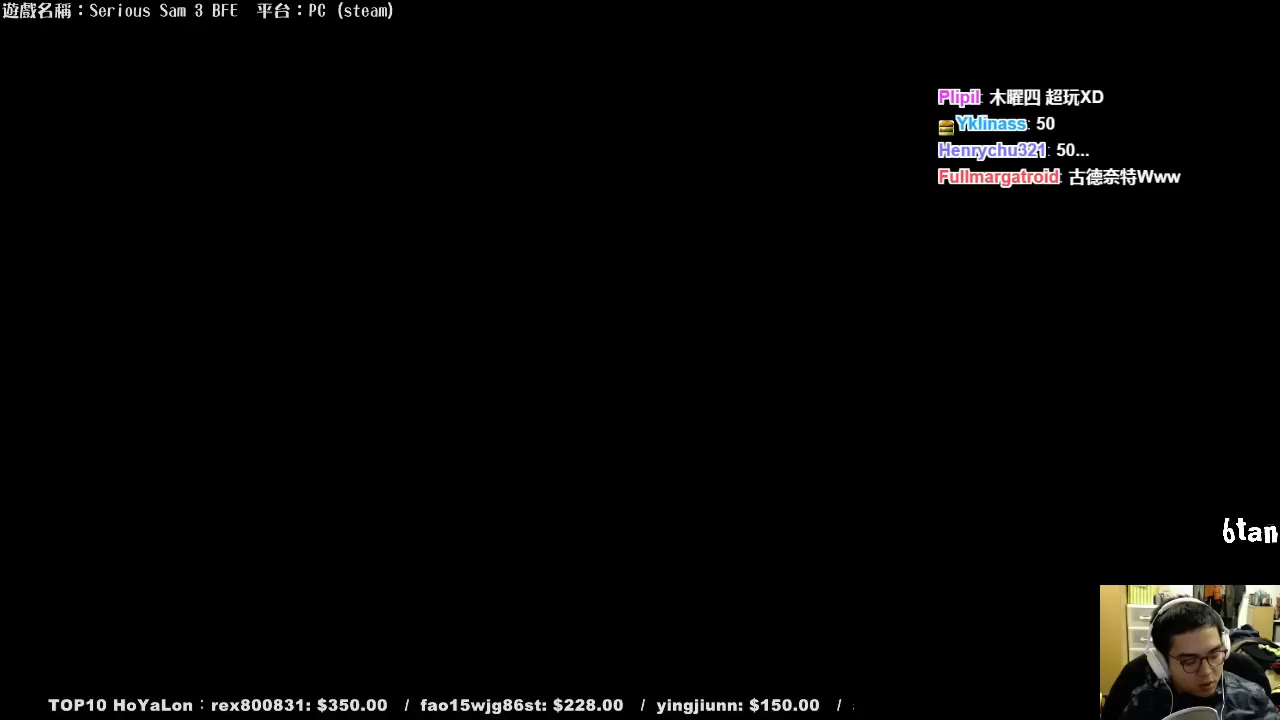 遊戲名稱：Serious Sam 3 BFE 平台：PC (steam)
Plipil: 木曜四 超玩XD
Yklinass: 50
Henrychu321: 50...
Fullmargatroid: 古德奈特Www
6tan
TOP10 HoYaLon：rex800831: $350.00 / fao15wjg86st: $228.00 / yingjiunn: $150.00 /